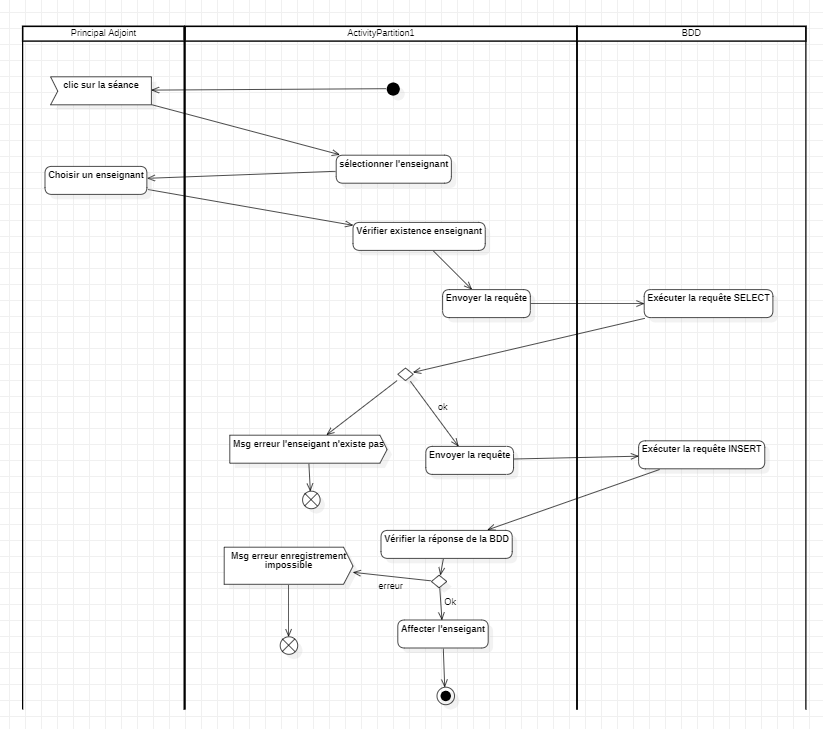 Principal Adjoint
ActivityPartition1
BDD
clic sur la séance
sélectionner l'enseignant
Choisir un enseignant
Vérifier existence enseignant
Envoyer la requête
Exécuter la requête SELECT
ok
Msg erreur l'enseigant n'existe pas
Envoyer la requête
Exécuter la requête INSERT
Vérifier la réponse de la BDD
Msg erreur enregistrement
impossible
erreur
Ok
Affecter l'enseigant